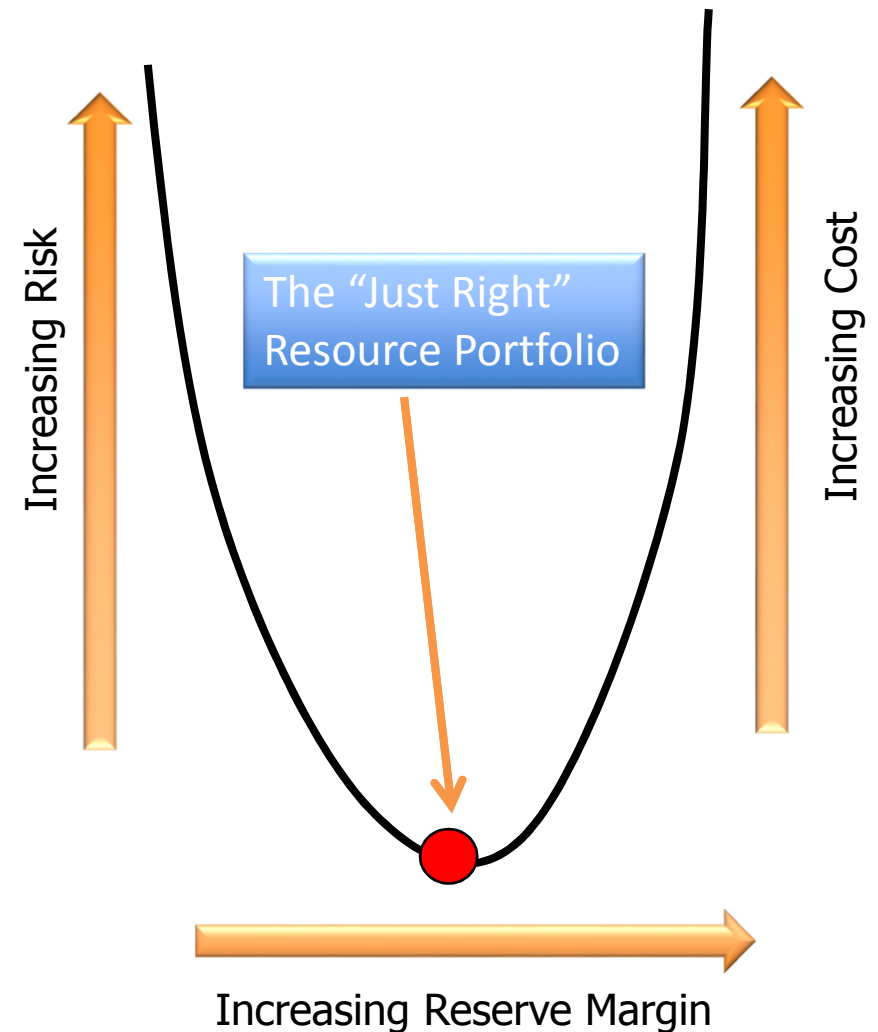 Increasing Risk
The “Just Right”
Resource Portfolio
Increasing Cost
Increasing Reserve Margin